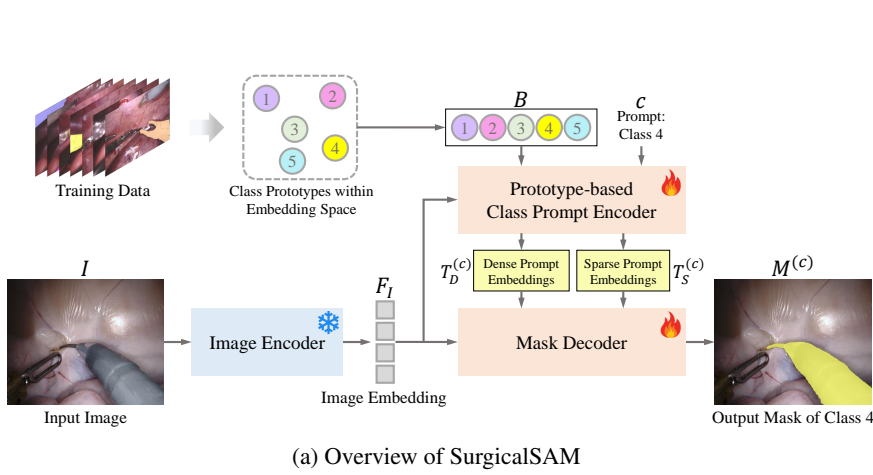 1
2
3
4
5
Training Data
Class Prototypes within
Embedding Space
B
1 2 3 4 5
c
Prompt:
Class 4
Prototype-based
Class Prompt Encoder
T_D^{(c)}
Dense Prompt
Embeddings
Sparse Prompt
Embeddings
T_S^{(c)}
I
Input Image
Image Encoder
F_I
Image Embedding
Mask Decoder
M^{(c)}
Output Mask of Class 4
(a) Overview of SurgicalSAM